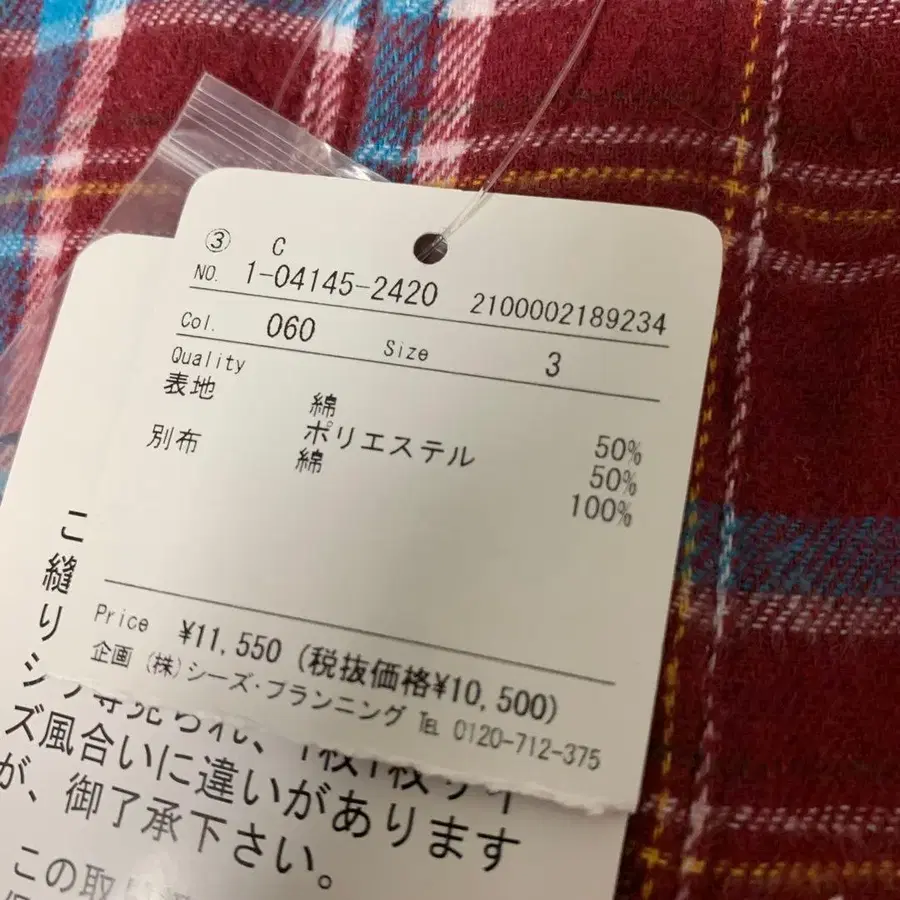 ③ C
NO. 1-04145-2420 2100002189234
Col. 060 Size 3
Quality
表地 綿 50%
ポリエステル 50%
別布 綿 100%
Price ¥11,550 (税抜価格¥10,500)
企画 (株)シーズ・プランニング TEL 0120-712-375
こ
縫り
ズ風合いに違いがあります
が、御了承下さい。
この取